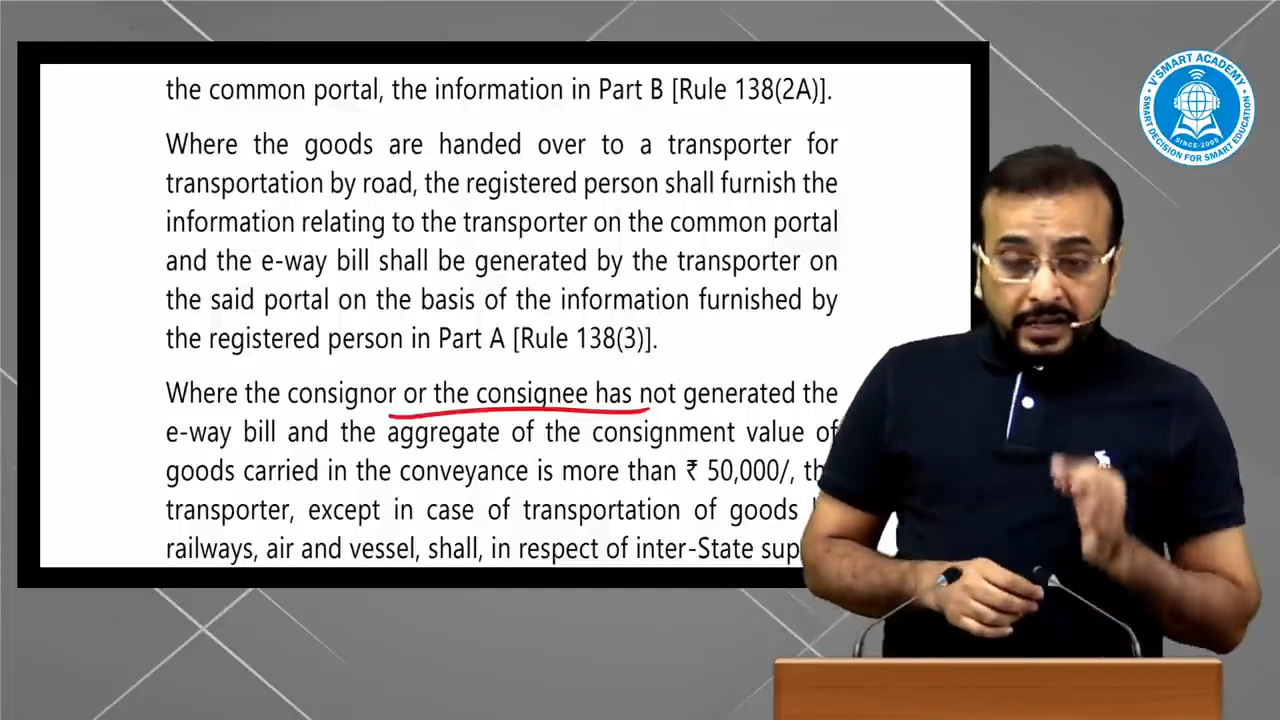 the common portal, the information in Part B [Rule 138(2A)].
Where the goods are handed over to a transporter for
transportation by road, the registered person shall furnish the
information relating to the transporter on the common portal
and the e-way bill shall be generated by the transporter on
the said portal on the basis of the information furnished by
the registered person in Part A [Rule 138(3)].
Where the consignor or the consignee has not generated the
e-way bill and the aggregate of the consignment value of
goods carried in the conveyance is more than ₹ 50,000/,
transporter, except in case of transportation of goods
railways, air and vessel, shall, in respect of inter-State
V'SMART ACADEMY
SINCE-2005
SMART DECISION FOR SMART EDUCATION